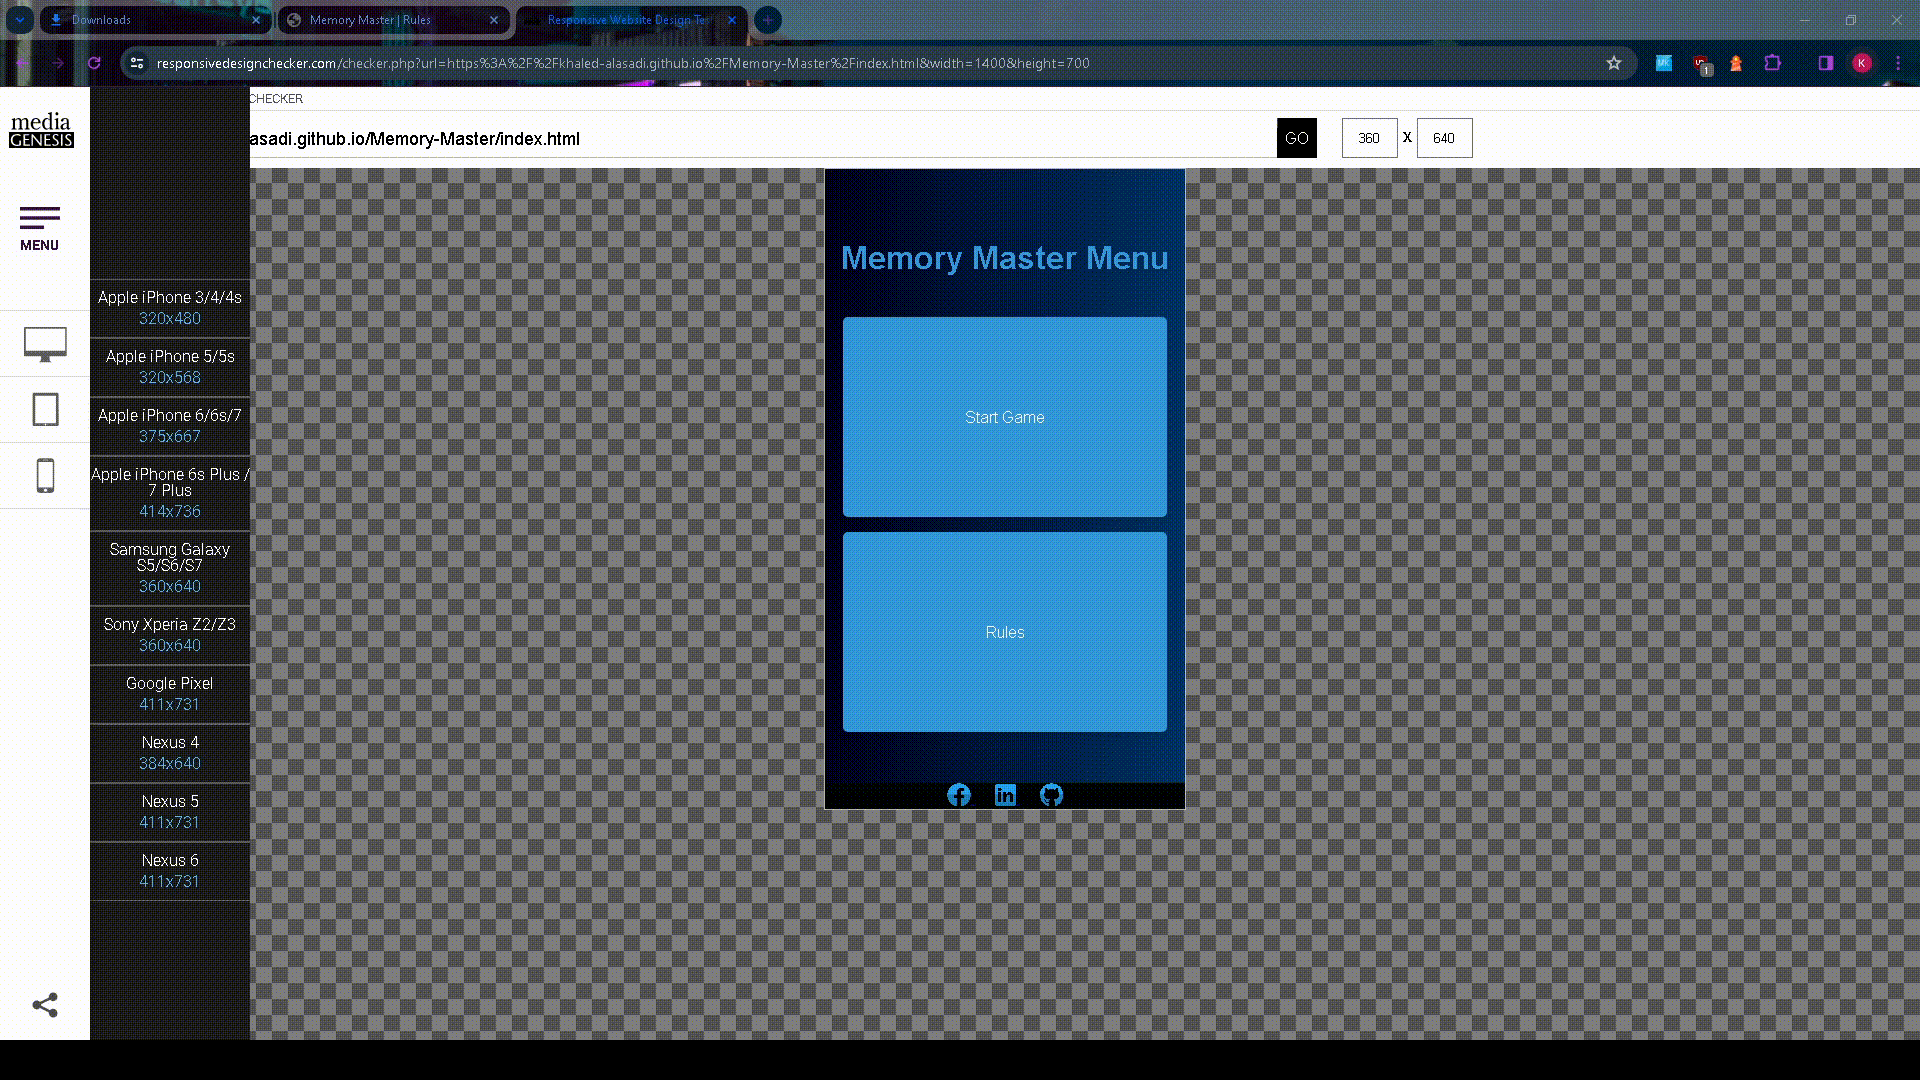 Downloads
Memory Master | Rules
Responsive Website Design Te
responsivedesignchecker.com/checker.php?url=https%3A%2F%2Fkhaled-alasadi.github.io%2FMemory-Master%2Findex.html&width=1400&height=700
1
K
CHECKER
media
GENESIS
asadi.github.io/Memory-Master/index.html
GO
360
X
640
MENU
Apple iPhone 3/4/4s
320x480
Apple iPhone 5/5s
320x568
Apple iPhone 6/6s/7
375x667
Apple iPhone 6s Plus /
7 Plus
414x736
Samsung Galaxy
S5/S6/S7
360x640
Sony Xperia Z2/Z3
360x640
Google Pixel
411x731
Nexus 4
384x640
Nexus 5
411x731
Nexus 6
411x731
Memory Master Menu
Start Game
Rules